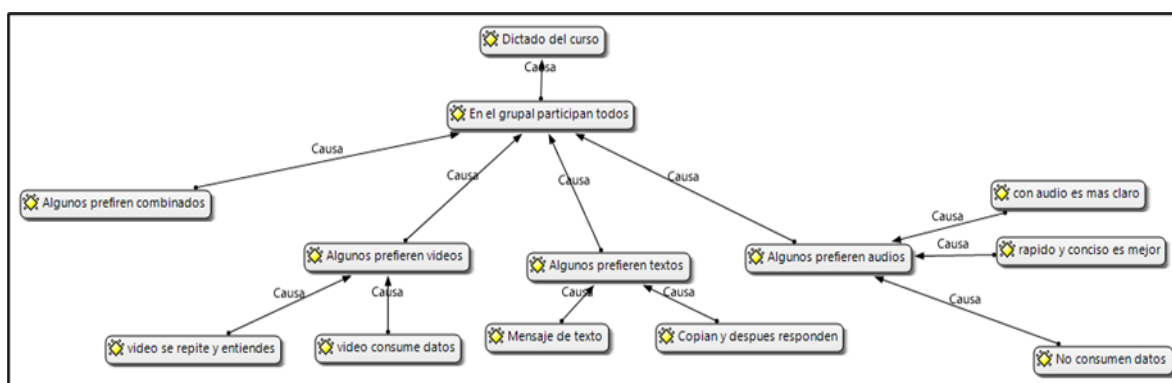 Dictado del curso
Causa
En el grupal participan todos
Causa
Causa
Causa
Causa
Algunos prefiren combinados
con audio es mas claro
Causa
Algunos prefieren videos
Algunos prefieren textos
Algunos prefieren audios
Causa
rapido y conciso es mejor
Causa
Causa
Causa
Causa
Causa
video se repite y entiendes
video consume datos
Mensaje de texto
Copian y despues responden
No consumen datos